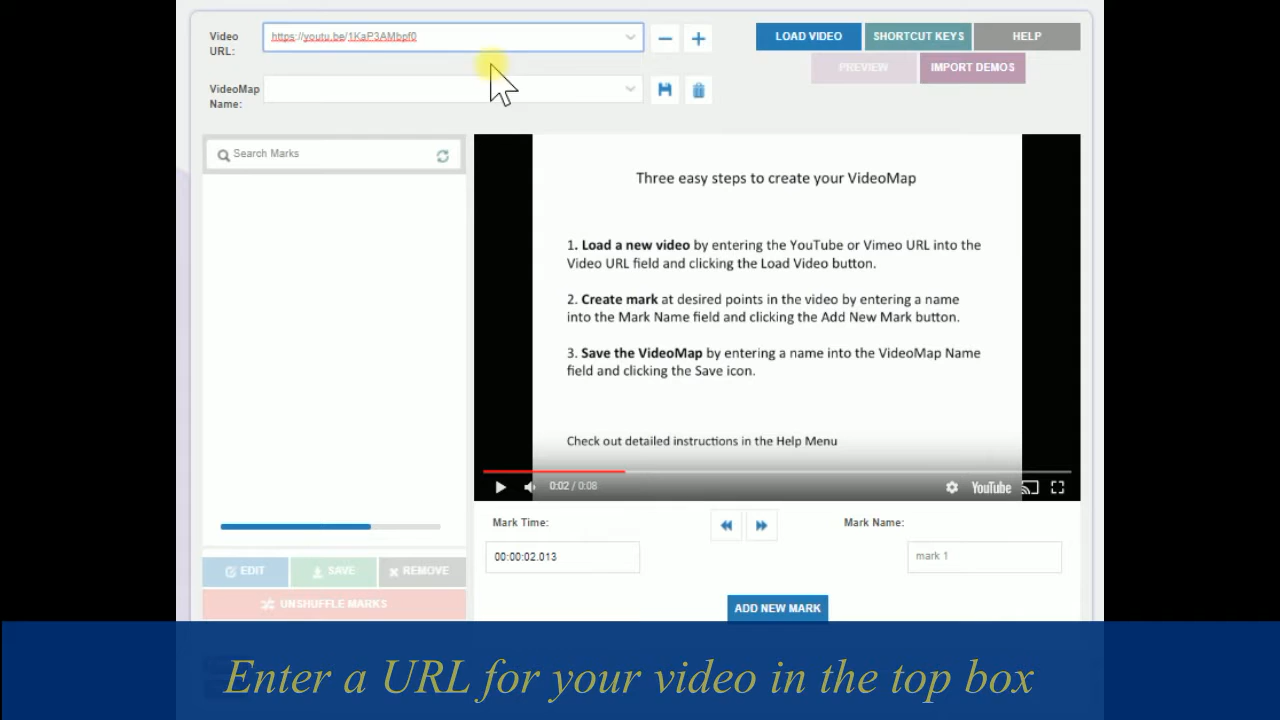 Video
URL:
https://youtu.be/1KaP3AMbpf0
LOAD VIDEO
SHORTCUT KEYS
HELP
PREVIEW
IMPORT DEMOS
VideoMap
Name:
Search Marks
Three easy steps to create your VideoMap
1. Load a new video by entering the YouTube or Vimeo URL into the
Video URL field and clicking the Load Video button.
2. Create mark at desired points in the video by entering a name
into the Mark Name field and clicking the Add New Mark button.
3. Save the VideoMap by entering a name into the VideoMap Name
field and clicking the Save icon.
Check out detailed instructions in the Help Menu
0:02 / 0:08
YouTube
Mark Time:
Mark Name:
00:00:02.013
mark 1
EDIT
SAVE
REMOVE
UNSHUFFLE MARKS
ADD NEW MARK
Enter a URL for your video in the top box